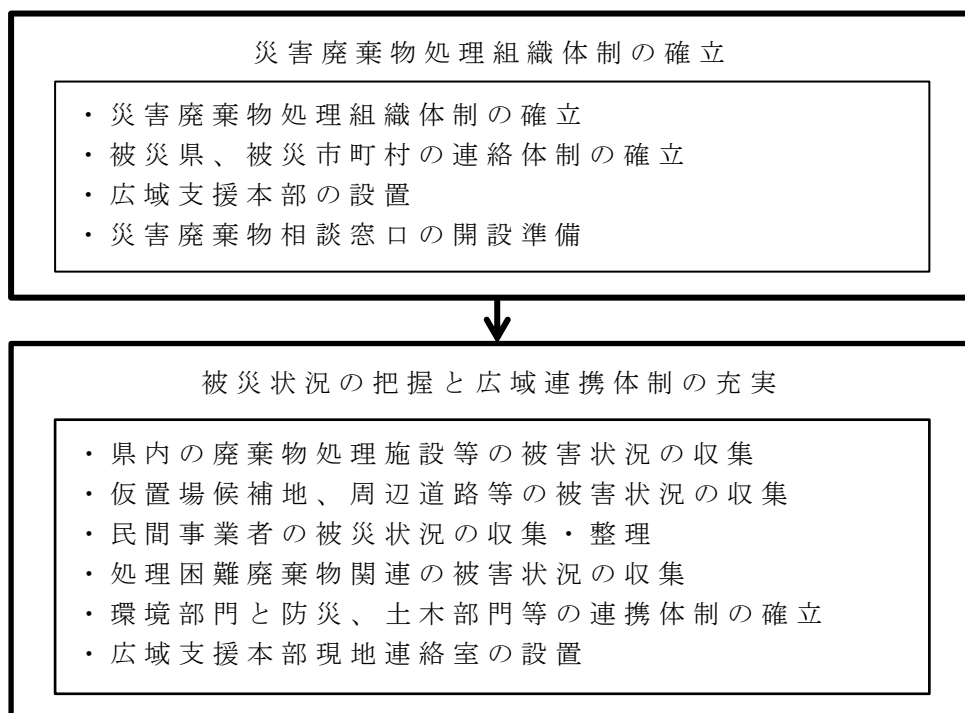 災害廃棄物処理組織体制の確立
・災害廃棄物処理組織体制の確立
・被災県、被災市町村の連絡体制の確立
・広域支援本部の設置
・災害廃棄物相談窓口の開設準備
被災状況の把握と広域連携体制の充実
・県内の廃棄物処理施設等の被害状況の収集
・仮置場候補地、周辺道路等の被害状況の収集
・民間事業者の被災状況の収集・整理
・処理困難廃棄物関連の被害状況の収集
・環境部門と防災、土木部門等の連携体制の確立
・広域支援本部現地連絡室の設置